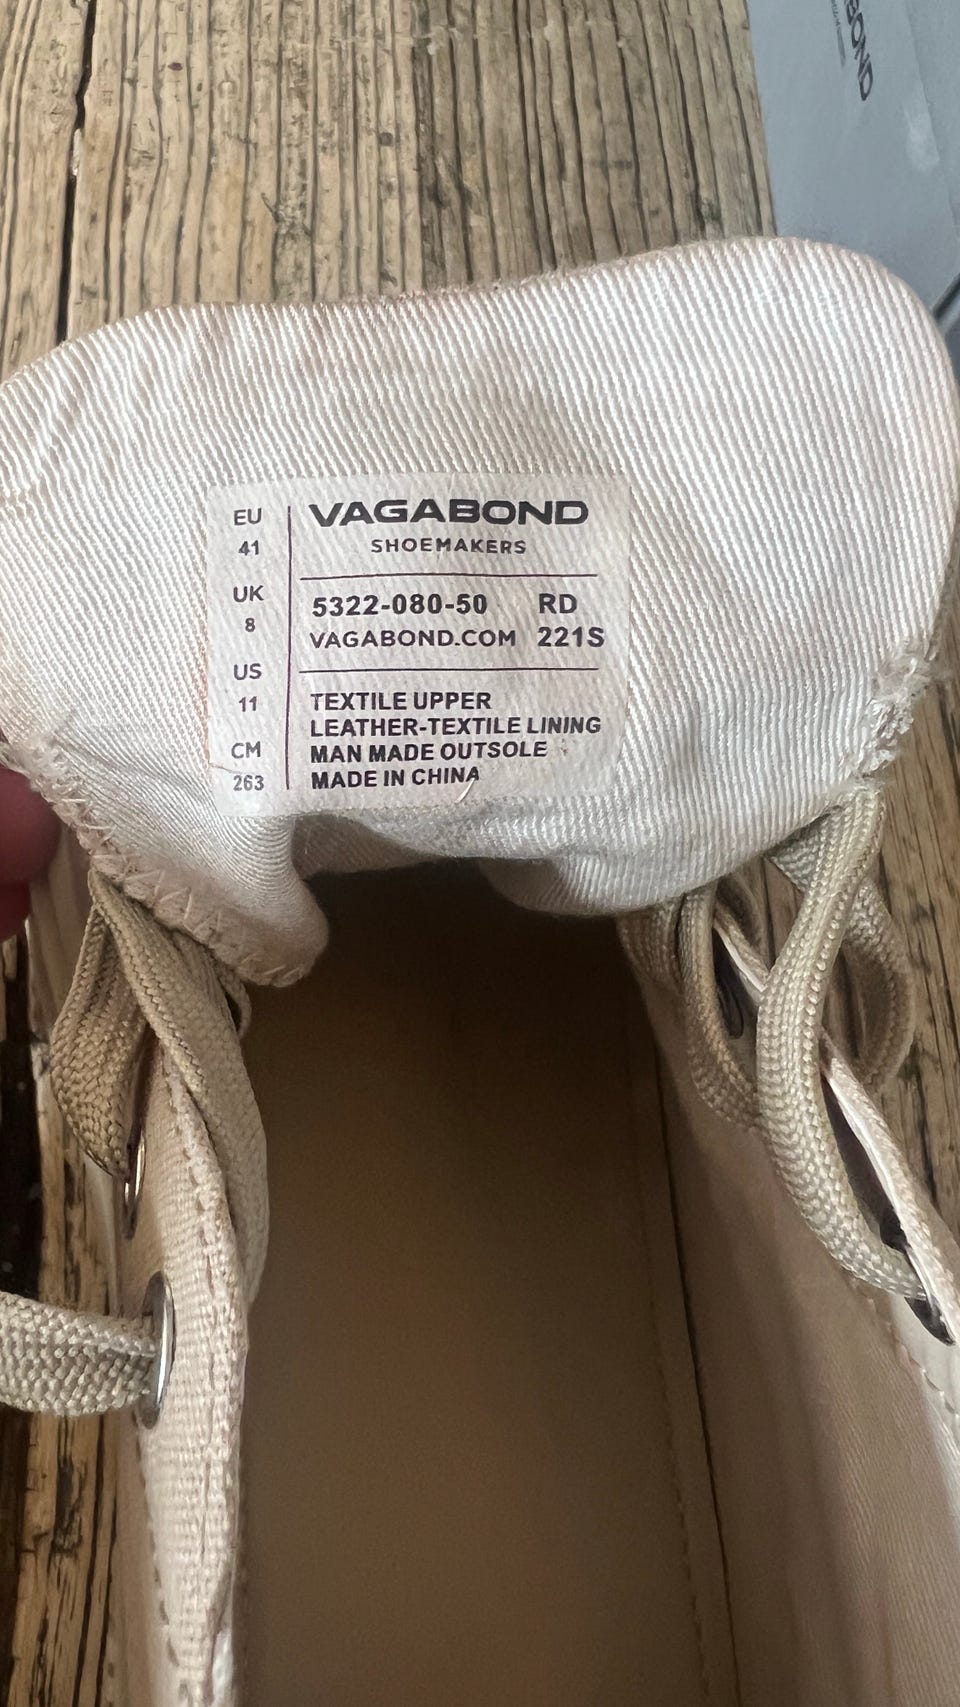 BOND
EU
41
UK
8
US
11
CM
263
VAGABOND
SHOEMAKERS
5322-080-50 RD
VAGABOND.COM 221S
TEXTILE UPPER
LEATHER-TEXTILE LINING
MAN MADE OUTSOLE
MADE IN CHINA